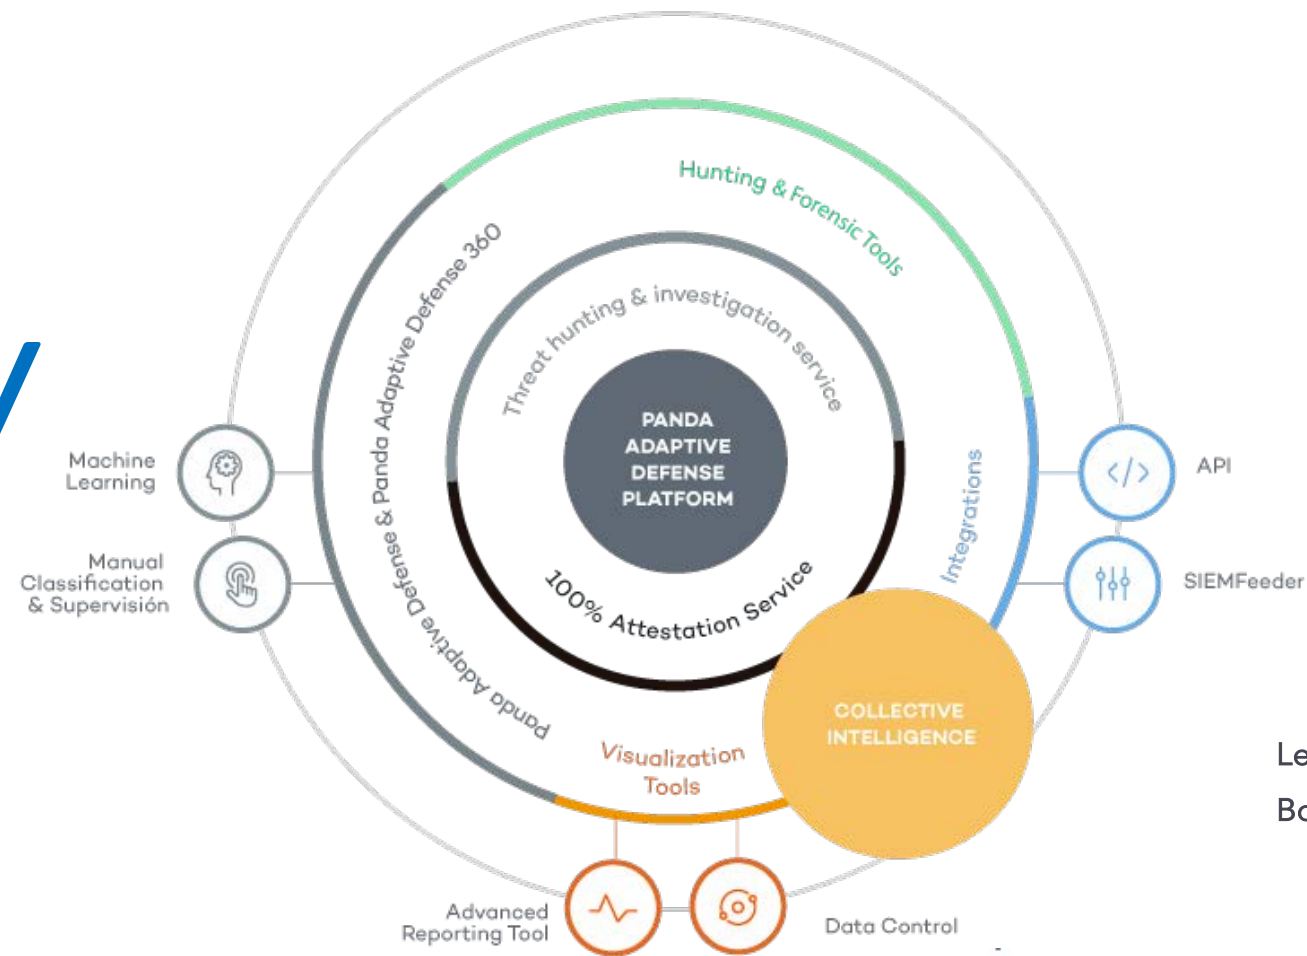 Hunting & Forensic Tools
Panda Adaptive Defense & Panda Adaptive Defense 360
Threat hunting & investigation service
PANDA
ADAPTIVE
DEFENSE
PLATFORM
100% Attestation Service
Integrations
Machine
Learning
Manual
Classification
& Supervisión
API
SIEMFeeder
COLLECTIVE
INTELLIGENCE
Visualization
Tools
Advanced
Reporting Tool
Data Control
Le